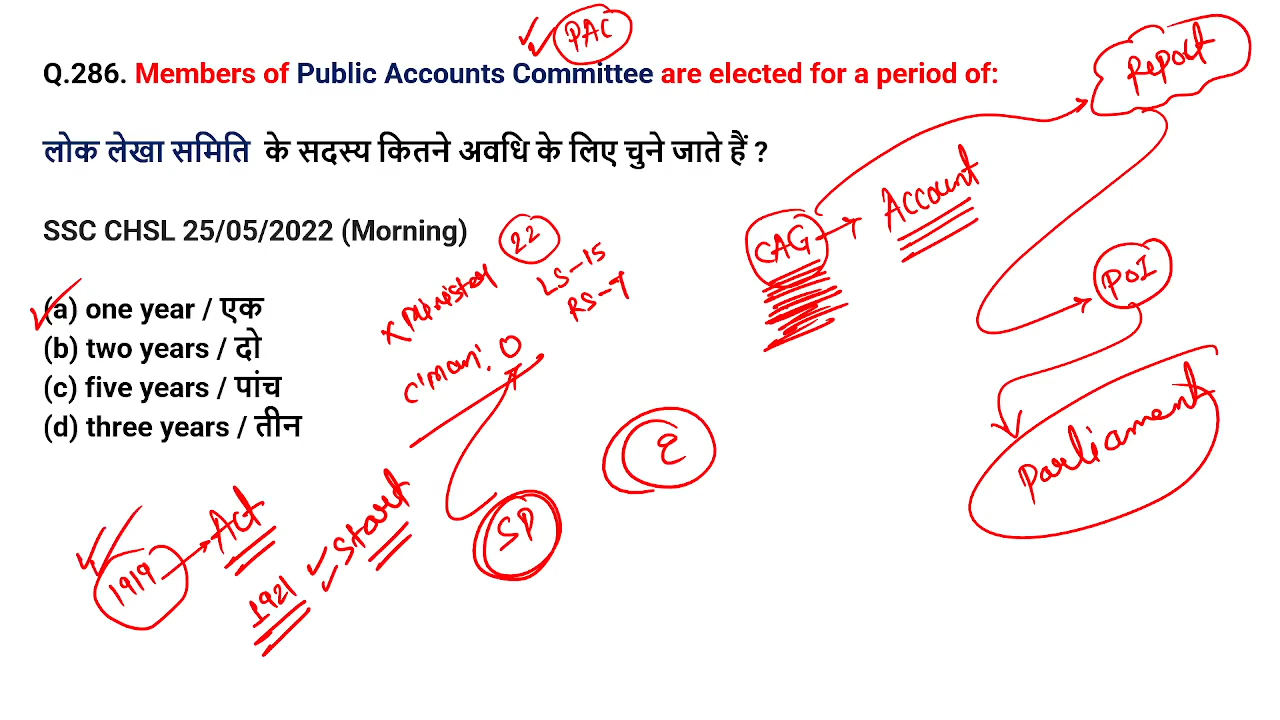 PAC
Q.286. Members of Public Accounts Committee are elected for a period of:
Report
लोक लेखा समिति के सदस्य कितने अवधि के लिए चुने जाते हैं ?
CAG
Account
SSC CHSL 25/05/2022 (Morning)
22
LS-15
RS-7
X Minister
POI
(a) one year / एक
(b) two years / दो
(c) five years / पांच
(d) three years / तीन
C'man'. O
Parliament
SP
1919
Act
1921
Start